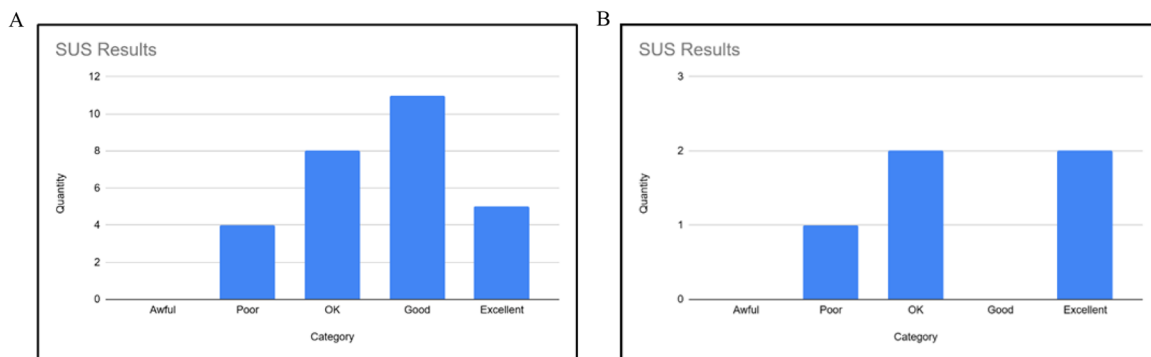 A
SUS Results
12
10
8
6
4
2
0
Quantity
Awful Poor OK Good Excellent
Category
B
SUS Results
3
2
1
0
Quantity
Awful Poor OK Good Excellent
Category